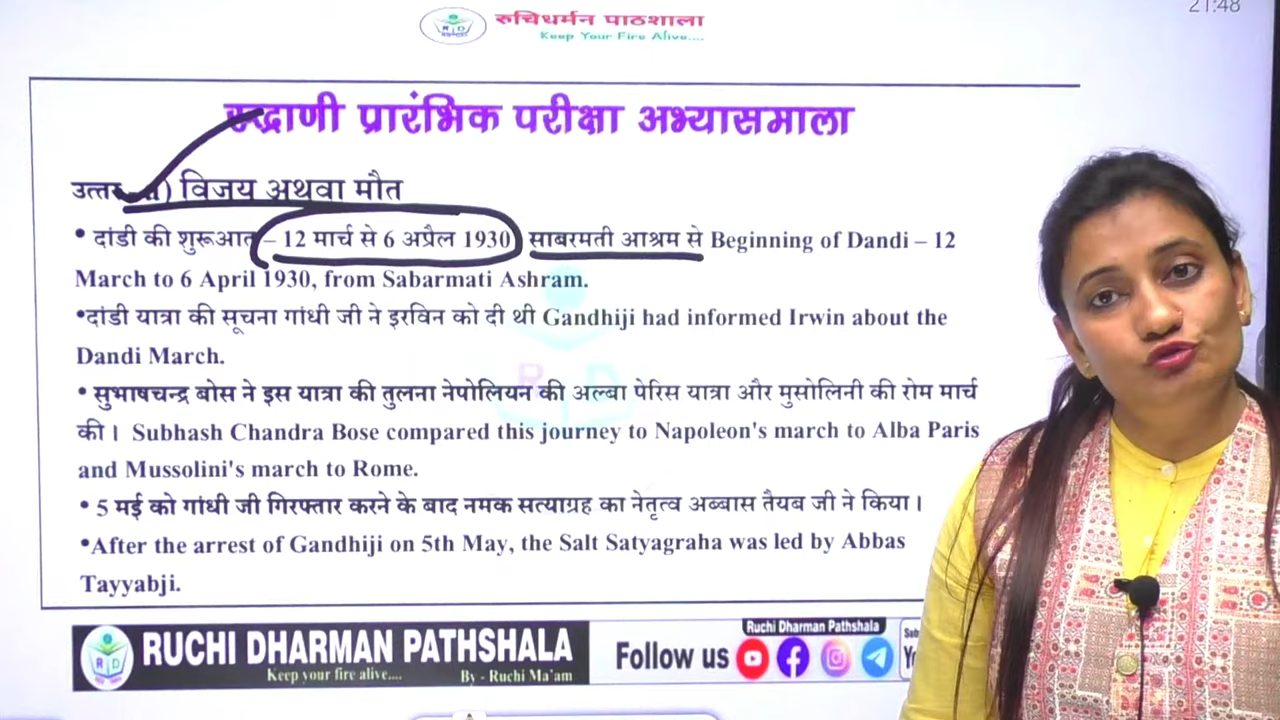 21:48
रुचिधर्मन पाठशाला
Keep Your Fire Alive....
रुद्राणी प्रारंभिक परीक्षा अभ्यासमाला
विजय अथवा मौत
• दांडी की शुरूआत – 12 मार्च से 6 अप्रैल 1930, साबरमती आश्रम से Beginning of Dandi – 12
March to 6 April 1930, from Sabarmati Ashram.
•दांडी यात्रा की सूचना गांधी जी ने इरविन को दी थी Gandhiji had informed Irwin about the
Dandi March.
• सुभाषचन्द्र बोस ने इस यात्रा की तुलना नेपोलियन की अल्बा पेरिस यात्रा और मुसोलिनी की रोम मार्च
की। Subhash Chandra Bose compared this journey to Napoleon's march to Alba Paris
and Mussolini's march to Rome.
• 5 मई को गांधी जी गिरफ्तार करने के बाद नमक सत्याग्रह का नेतृत्व अब्बास तैयब जी ने किया।
•After the arrest of Gandhiji on 5th May, the Salt Satyagraha was led by Abbas
Tayyabji.
RUCHI DHARMAN PATHSHALA
Keep your fire alive.... By - Ruchi Ma'am
Follow us
Ruchi Dharman Pathshala
R D